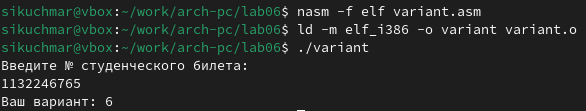 sikuchmar@vbox:~/work/arch-pc/lab06$ nasm -f elf variant.asm
sikuchmar@vbox:~/work/arch-pc/lab06$ ld -m elf_i386 -o variant variant.o
sikuchmar@vbox:~/work/arch-pc/lab06$ ./variant
Введите № студенческого билета:
1132246765
Ваш вариант: 6